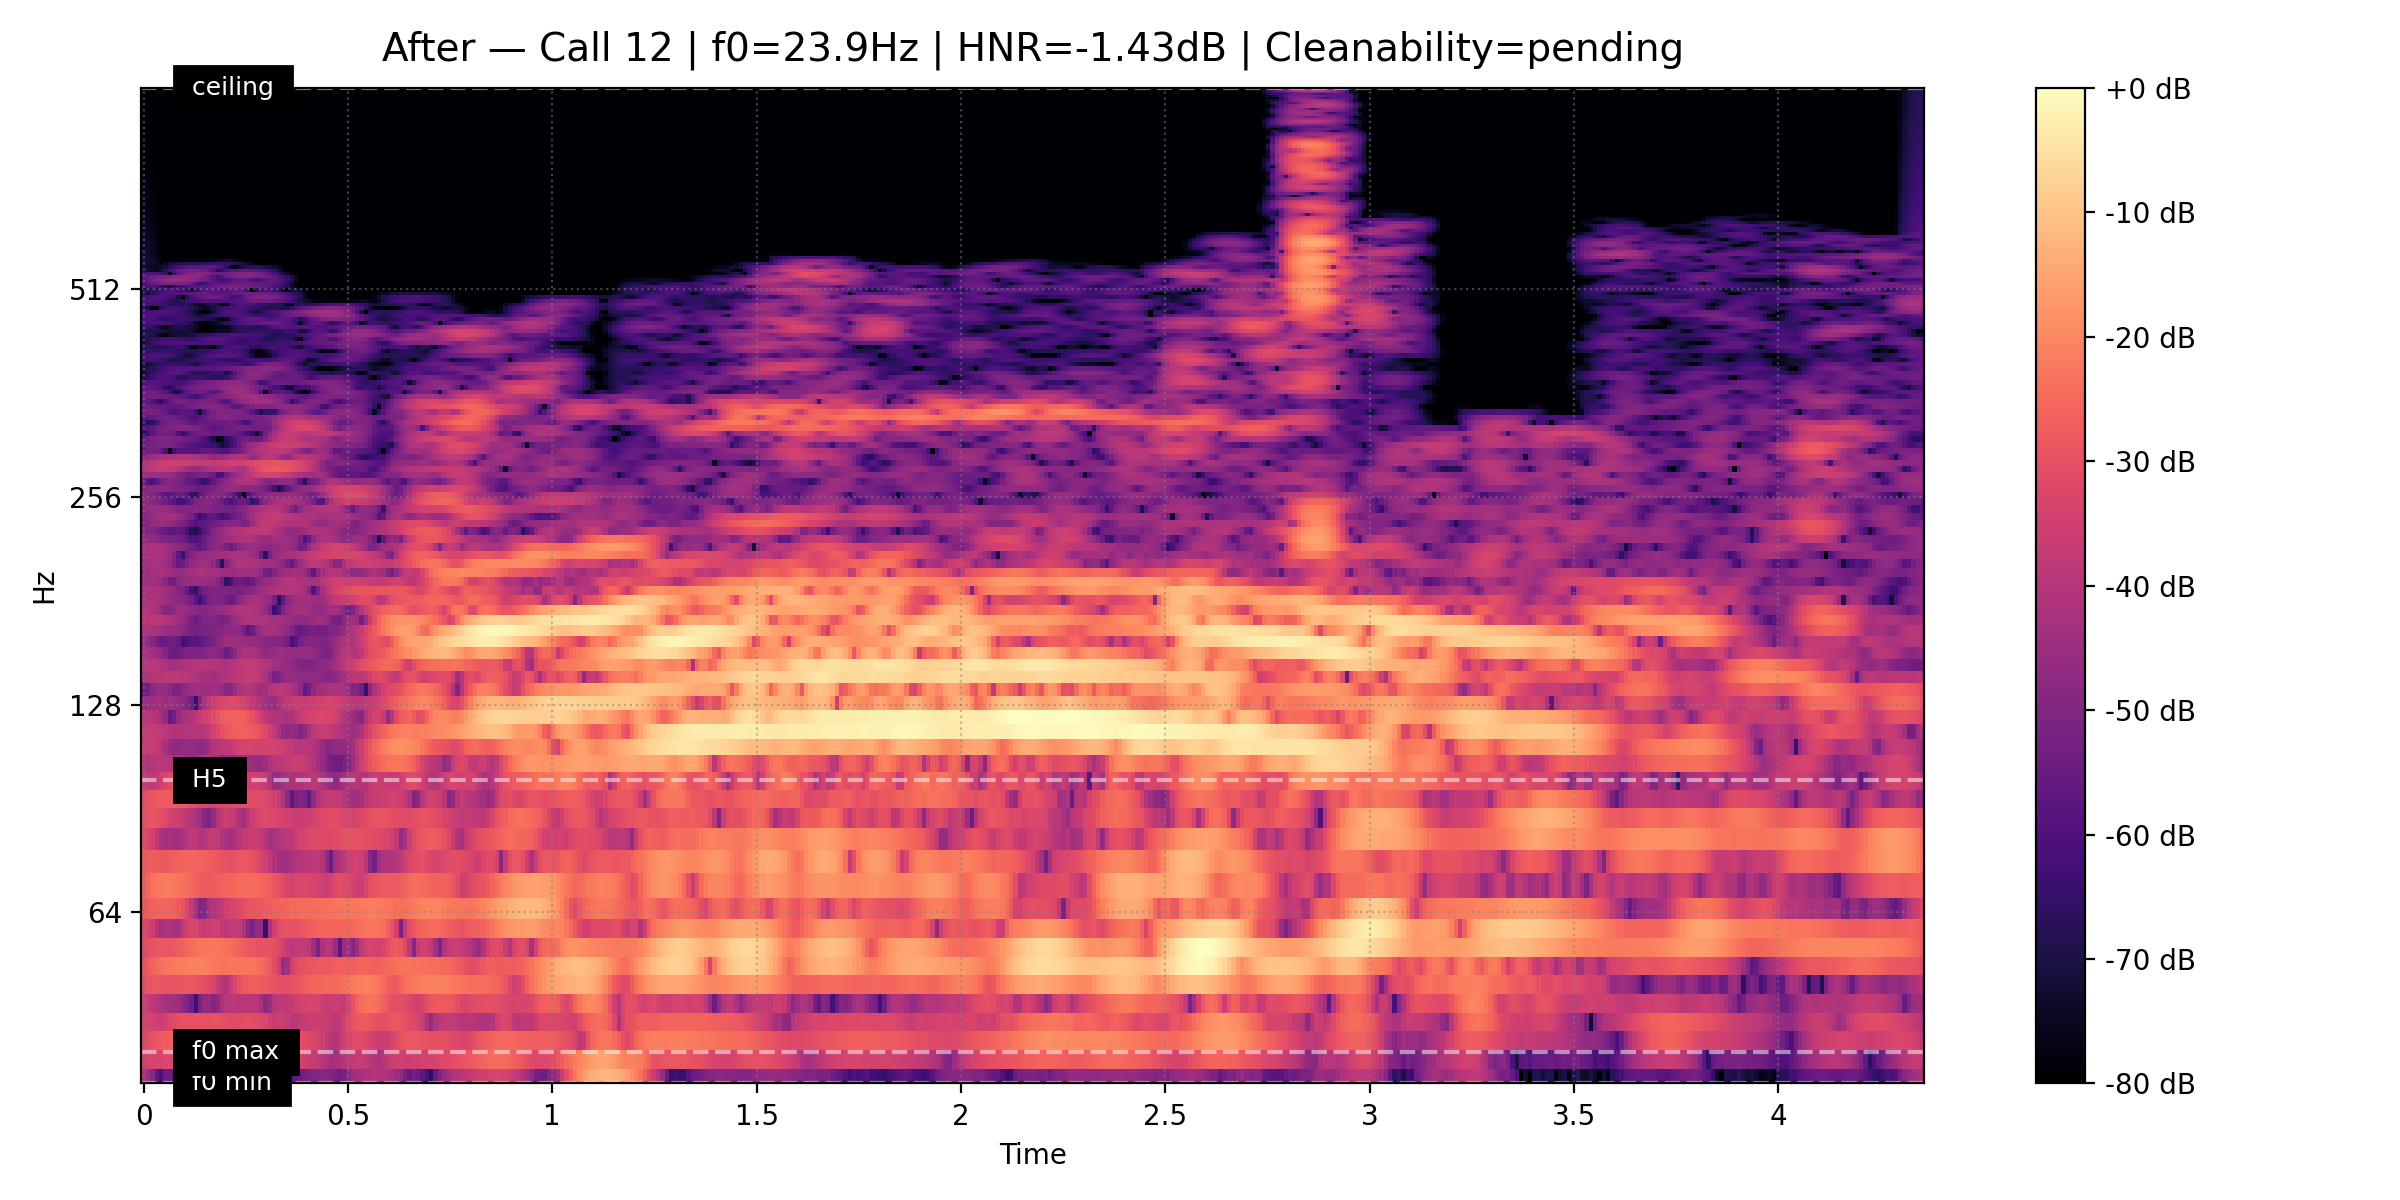 After — Call 12 | f0=23.9Hz | HNR=-1.43dB | Cleanability=pending
ceiling
512
256
128
64
Hz
H5
f0 max
f0 min
0 0.5 1 1.5 2 2.5 3 3.5 4
Time
+0 dB
-10 dB
-20 dB
-30 dB
-40 dB
-50 dB
-60 dB
-70 dB
-80 dB